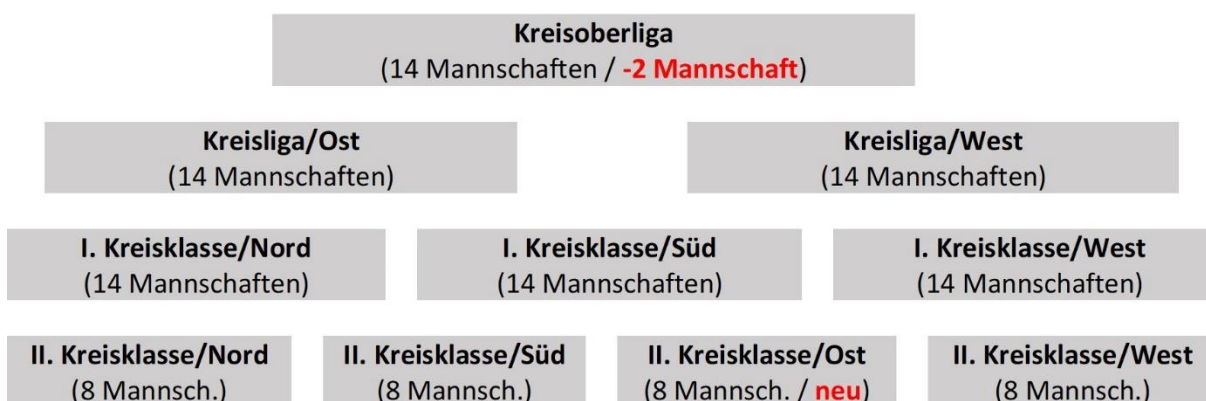 Kreisoberliga
(14 Mannschaften / -2 Mannschaft)
Kreisliga/Ost
(14 Mannschaften)
Kreisliga/West
(14 Mannschaften)
I. Kreisklasse/Nord
(14 Mannschaften)
I. Kreisklasse/Süd
(14 Mannschaften)
I. Kreisklasse/West
(14 Mannschaften)
II. Kreisklasse/Nord
(8 Mannsch.)
II. Kreisklasse/Süd
(8 Mannsch.)
II. Kreisklasse/Ost
(8 Mannsch. / neu)
II. Kreisklasse/West
(8 Mannsch.)